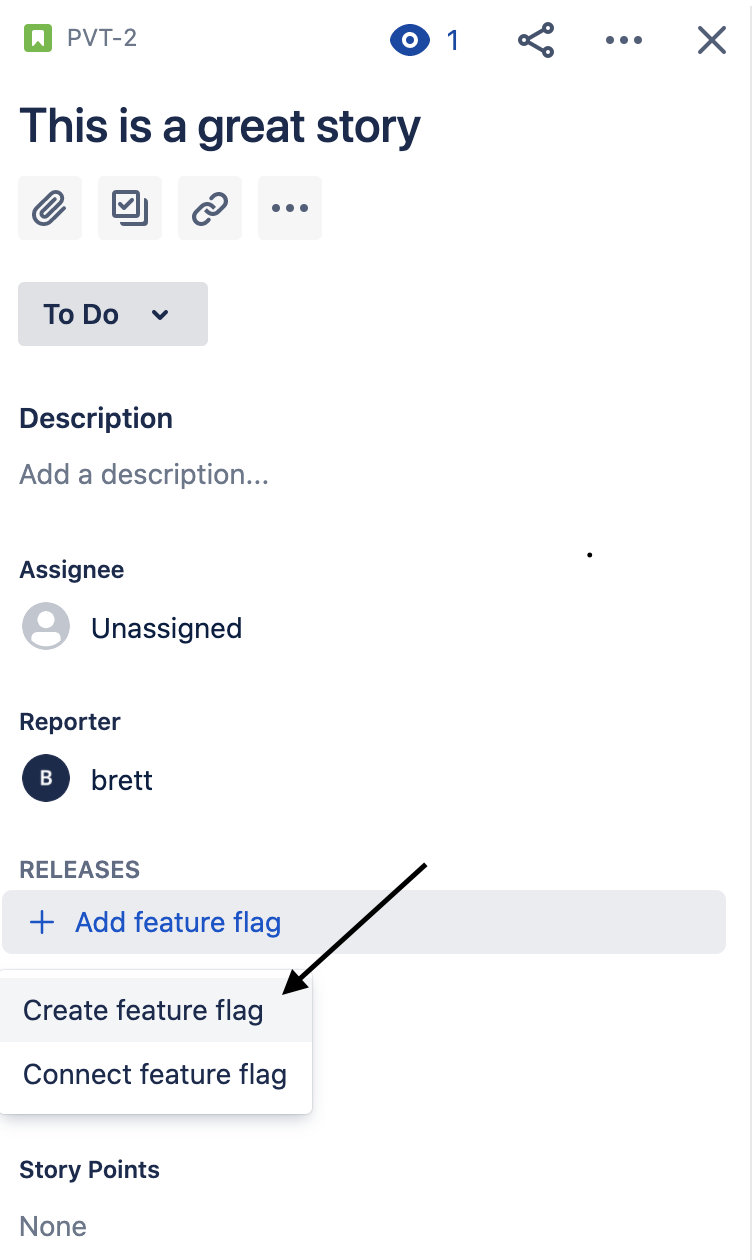 PVT-2
1
This is a great story
To Do
Description
Add a description...
Assignee
Unassigned
Reporter
B
brett
RELEASES
Add feature flag
Create feature flag
Connect feature flag
Story Points
None